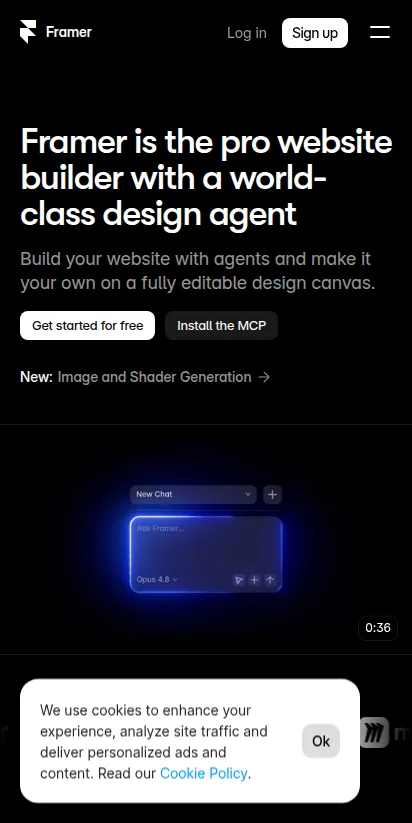 Framer
Log in
Sign up
Framer is the pro website
builder with a world-
class design agent
Build your website with agents and make it
your own on a fully editable design canvas.
Get started for free
Install the MCP
New: Image and Shader Generation →
New Chat
Ask Framer...
Opus 4.8
0:36
We use cookies to enhance your
experience, analyze site traffic and
deliver personalized ads and
content. Read our Cookie Policy.
Ok